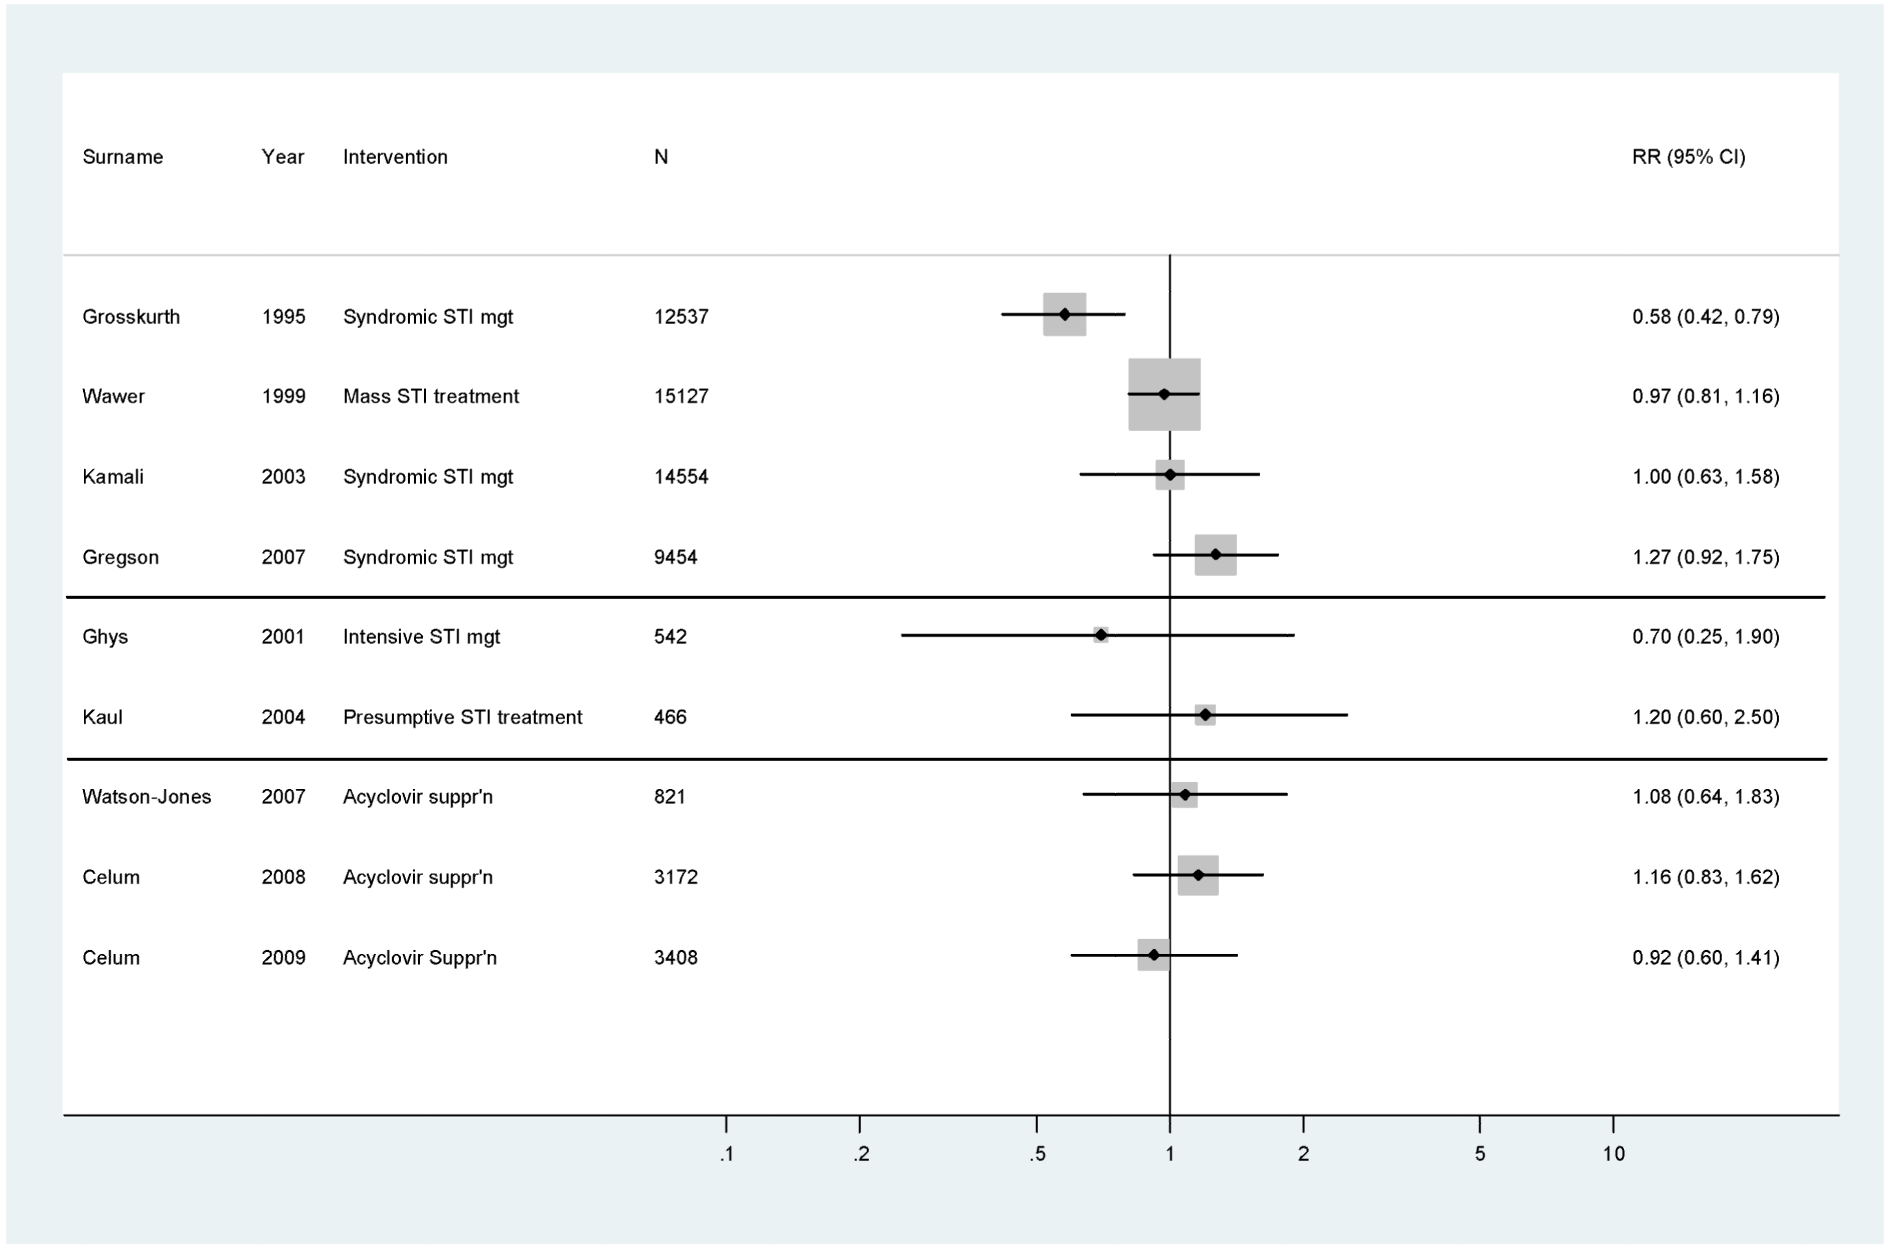 Surname Year Intervention N RR (95% CI)
Grosskurth 1995 Syndromic STI mgt 12537 0.58 (0.42, 0.79)
Wawer 1999 Mass STI treatment 15127 0.97 (0.81, 1.16)
Kamali 2003 Syndromic STI mgt 14554 1.00 (0.63, 1.58)
Gregson 2007 Syndromic STI mgt 9454 1.27 (0.92, 1.75)
Ghys 2001 Intensive STI mgt 542 0.70 (0.25, 1.90)
Kaul 2004 Presumptive STI treatment 466 1.20 (0.60, 2.50)
Watson-Jones 2007 Acyclovir suppr'n 821 1.08 (0.64, 1.83)
Celum 2008 Acyclovir suppr'n 3172 1.16 (0.83, 1.62)
Celum 2009 Acyclovir Suppr'n 3408 0.92 (0.60, 1.41)
.1 .2 .5 1 2 5 10